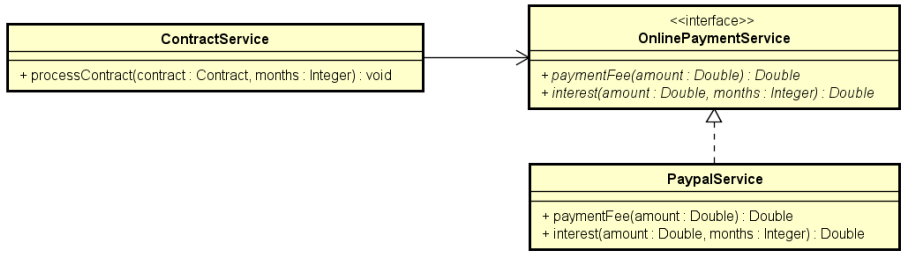 ContractService
+ processContract(contract : Contract, months : Integer) : void
<<interface>>
OnlinePaymentService
+ paymentFee(amount : Double) : Double
+ interest(amount : Double, months : Integer) : Double
PaypalService
+ paymentFee(amount : Double) : Double
+ interest(amount : Double, months : Integer) : Double